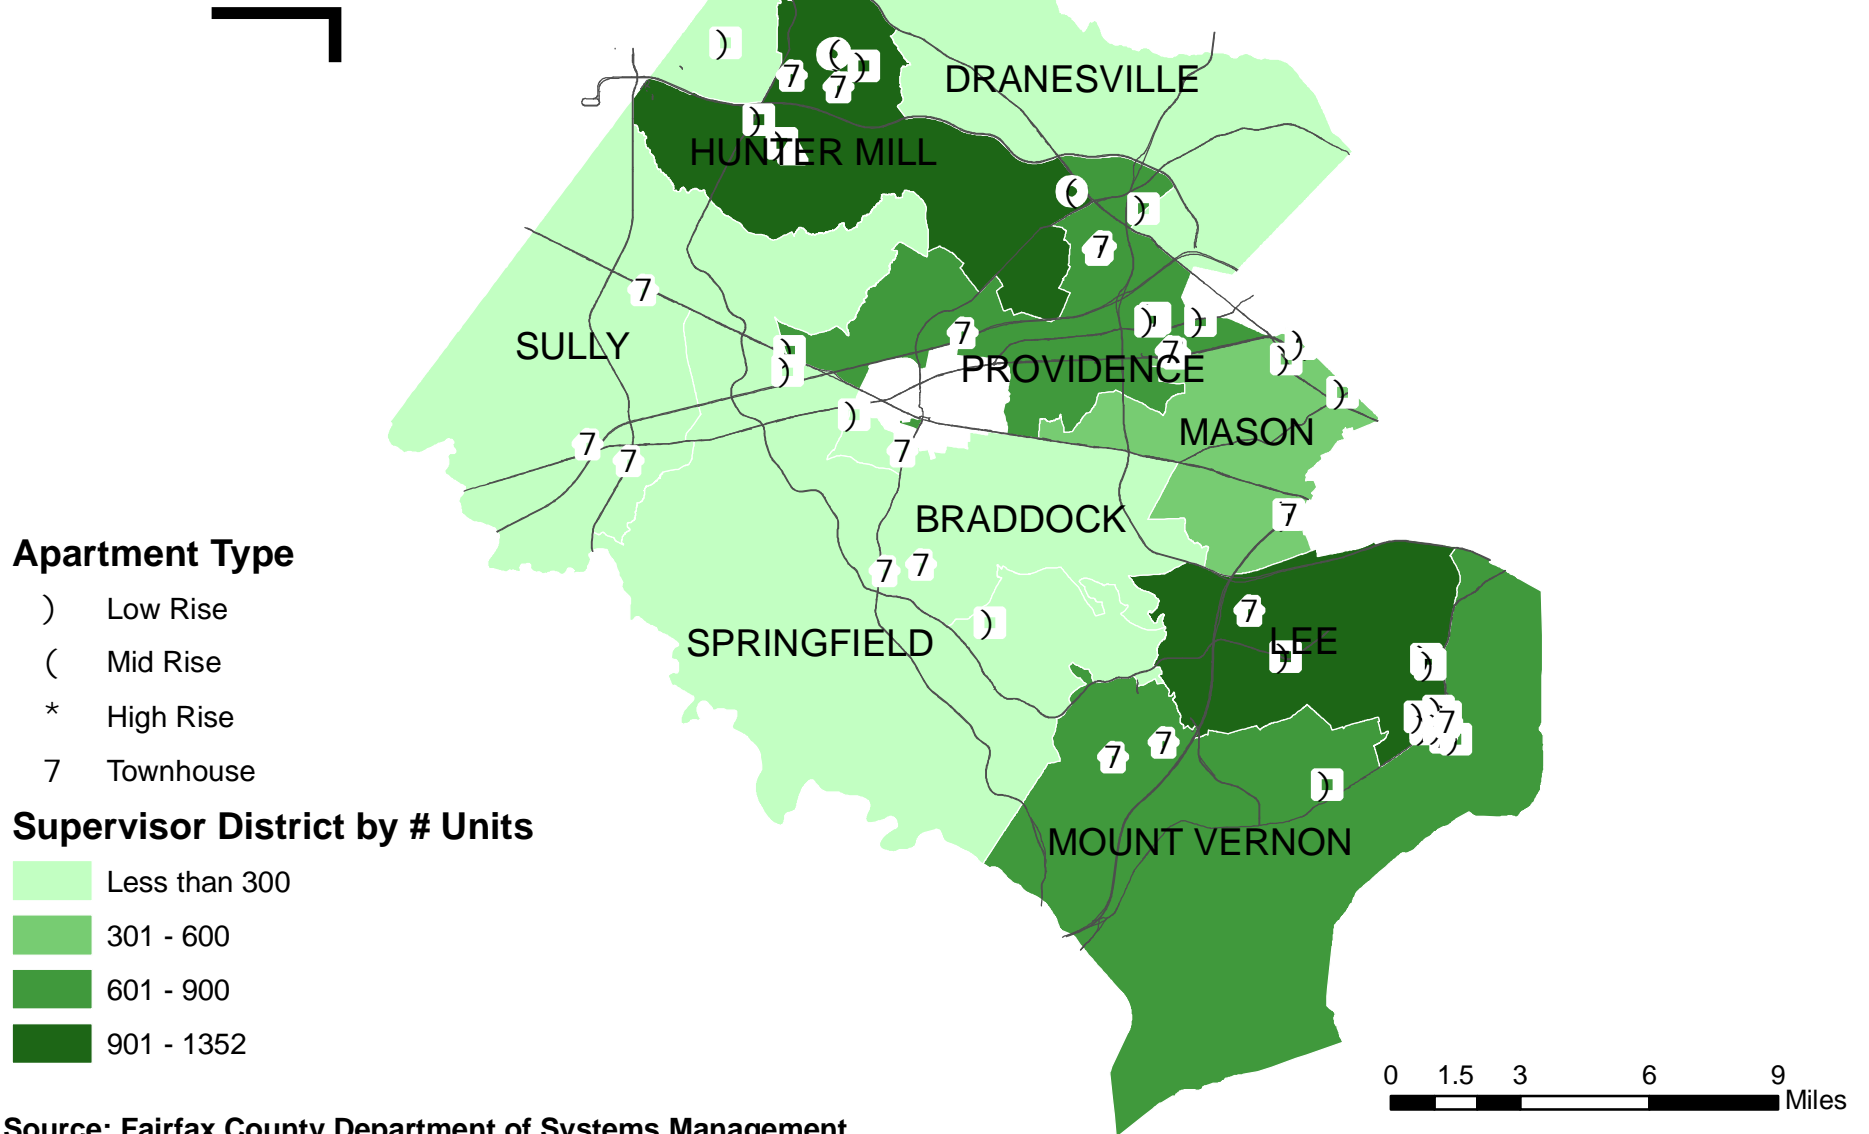 DRANESVILLE
HUNTER MILL
SULLY
PROVIDENCE
MASON
BRADDOCK
SPRINGFIELD
LEE
MOUNT VERNON
Apartment Type
) Low Rise
( Mid Rise
* High Rise
7 Townhouse
Supervisor District by # Units
Less than 300
301 - 600
601 - 900
901 - 1352
0 1.5 3 6 9
Miles
Source: Fairfax County Department of Systems Management